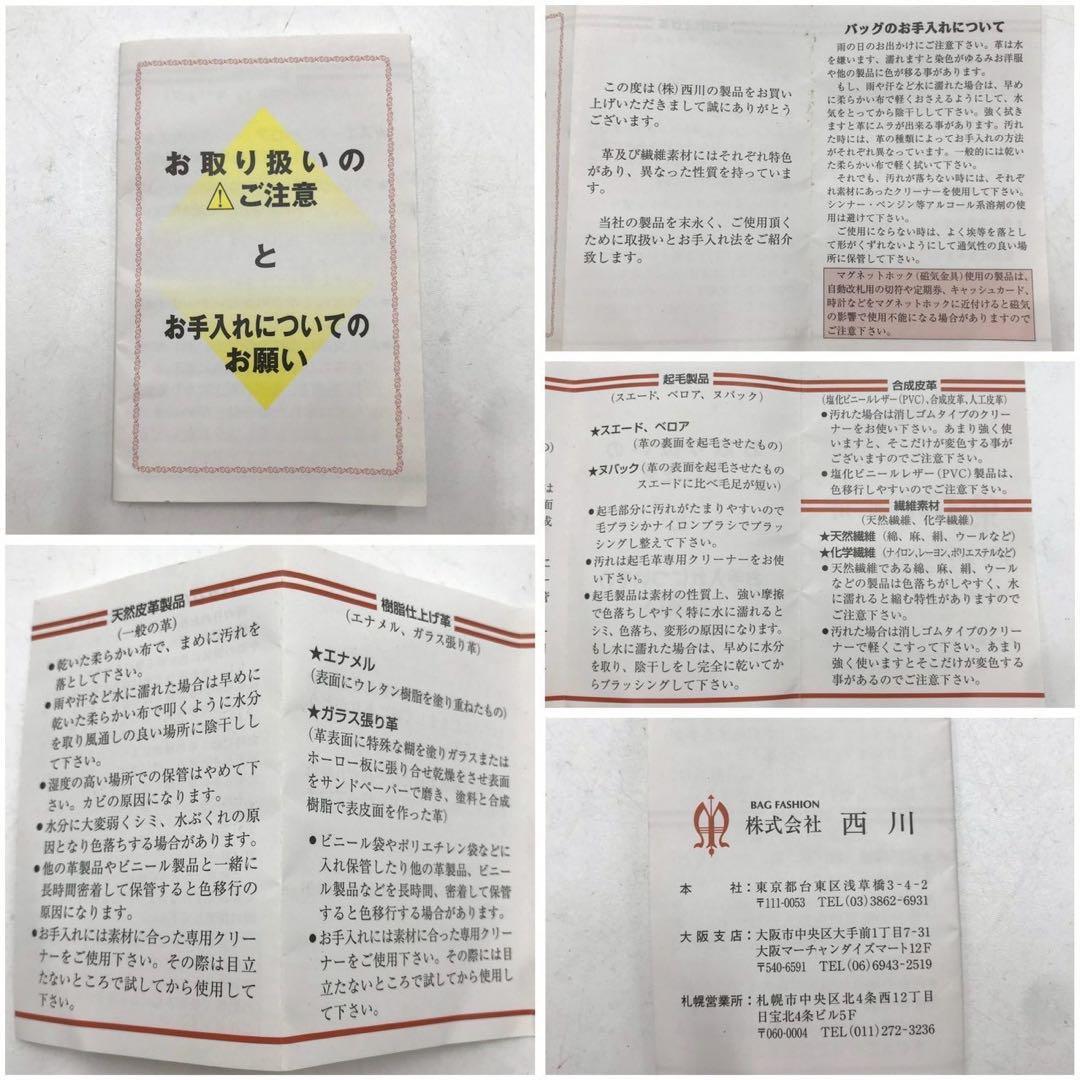 お取り扱いの
⚠ご注意
と
お手入れについての
お願い
この度は(株)西川の製品をお買い
上げいただきまして誠にありがとう
ございます。
革及び繊維素材にはそれぞれ特色
があり、異なった性質を持っていま
す。
当社の製品を末永く、ご使用頂く
ために取扱いとお手入れ法をご紹介
致します。
バッグのお手入れについて
雨の日のお出かけにご注意下さい。革は水
を嫌います、濡れますと染色がゆるみお洋服
や他の製品に色が移る事があります。
もし、雨や汗など水に濡れた場合は、早め
に柔らかい布で軽くおさえるようにして、水
気をとってから陰干しして下さい。強く拭き
ますと革にムラが出来る事があります。汚れ
た時には、革の種類によってお手入れの方法
がそれぞれ異なっています。一般的には乾い
た柔らかい布で軽く拭いて下さい。
それでも、汚れが落ちない時には、それぞ
れ素材にあったクリーナーを使用して下さい。
シンナー・ベンジン等アルコール系溶剤の使用
は避けて下さい。
ご使用にならない時は、よく埃等を落とし
て形がくずれないようにして通気性の良い場
所に保管して下さい。
マグネットホック(磁気金具)使用の製品は、
自動改札用の切符や定期券、キャッシュカード、
時計などをマグネットホックに近付けると磁気
の影響で使用不能になる場合がありますので
ご注意下さい。
起毛製品
(スエード、ベロア、ヌバック)
★スエード、ベロア
(革の裏面を起毛させたもの)
★ヌバック(革の表面を起毛させたもの
スエードに比べ毛足が短い)
●起毛部分に汚れがたまりやすいので
毛ブラシかナイロンブラシでブラッ
シングし整えて下さい。
●汚れは起毛革専用クリーナーをお使
い下さい。
●起毛製品は素材の性質上、強い摩擦
で色落ちしやすく特に水に濡れると
シミ、色落ち、変形の原因になります。
もし水に濡れた場合は、早めに水分
を取り、陰干しをし完全に乾いてか
らブラッシングして下さい。
合成皮革
(塩化ビニールレザー(PVC)、合成皮革、人工皮革)
●汚れた場合は消しゴムタイプのクリー
ナーをお使い下さい。あまり強く使
いますと、そこだけが変色する事が
ございますのでご注意下さい。
●塩化ビニールレザー(PVC)製品は、
色移行しやすいのでご注意下さい。
繊維素材
(天然繊維、化学繊維)
★天然繊維(綿、麻、絹、ウールなど)
★化学繊維(ナイロン、レーヨン、ポリエステルなど)
●天然繊維である綿、麻、絹、ウール
などの製品は色落ちがしやすく、水
に濡れると縮む特性がありますので
ご注意下さい。
●汚れた場合は消しゴムタイプのクリー
ナーで軽くこすって下さい。あまり
強く使いますとそこだけが変色する
事があるのでご注意下さい。
天然皮革製品
(一般の革)
●乾いた柔らかい布で、まめに汚れを
落として下さい。
●雨や汗など水に濡れた場合は早めに
乾いた柔らかい布で叩くように水分
を取り風通しの良い場所に陰干しし
て下さい。
●湿度の高い場所での保管はやめて下
さい。カビの原因になります。
●水分に大変弱くシミ、水ぶくれの原
因となり色落ちする場合があります。
●他の革製品やビニール製品と一緒に
長時間密着して保管すると色移行の
原因になります。
●お手入れには素材に合った専用クリー
ナーをご使用下さい。その際は目立
たないところで試してから使用して
下さい。
樹脂仕上げ革
(エナメル、ガラス張り革)
★エナメル
(表面にウレタン樹脂を塗り重ねたもの)
★ガラス張り革
(革表面に特殊な糊を塗りガラスまたは
ホーロー板に張り合せ乾燥をさせ表面
をサンドペーパーで磨き、塗料と合成
樹脂で表皮面を作った革)
●ビニール袋やポリエチレン袋などに
入れ保管したり他の革製品、ビニー
ル製品などを長時間、密着して保管
すると色移行する場合があります。
●お手入れには素材に合った専用クリー
ナーをご使用下さい。その際には目
立たないところで試してから使用し
て下さい。
BAG FASHION
株式会社 西川
本社:東京都台東区浅草橋3-4-2
〒111-0053 TEL(03)3862-6931
大阪支店:大阪市中央区大手前1丁目7-31
大阪マーチャンダイズマート12F
〒540-6591 TEL(06)6943-2519
札幌営業所:札幌市中央区北4条西12丁目
日宝北4条ビル5F
〒060-0004 TEL(011)272-3236